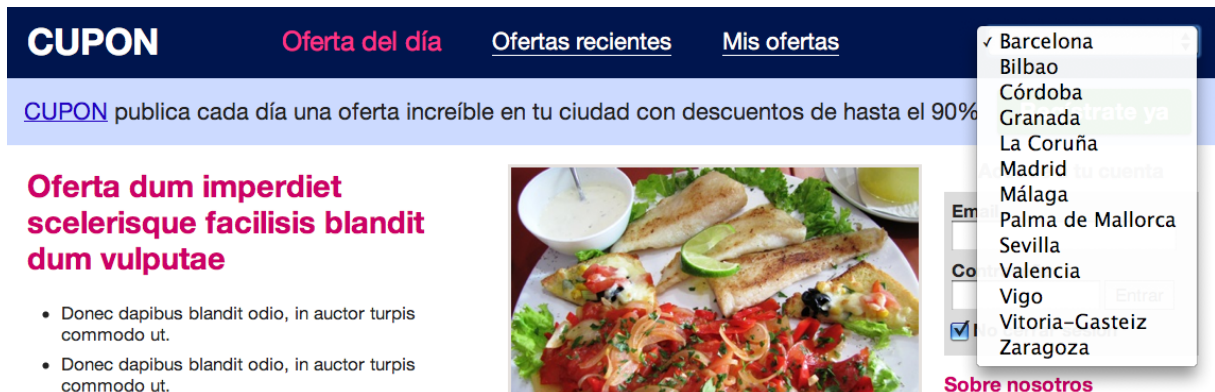 CUPON
Oferta del día
Ofertas recientes
Mis ofertas
✓ Barcelona
Bilbao
Córdoba
Granada
La Coruña
Madrid
Málaga
Palma de Mallorca
Sevilla
Valencia
Vigo
Vitoria-Gasteiz
Zaragoza
CUPON publica cada día una oferta increíble en tu ciudad con descuentos de hasta el 90%
ya
Oferta dum imperdiet
scelerisque facilisis blandit
dum vulputae
• Donec dapibus blandit odio, in auctor turpis
commodo ut.
• Donec dapibus blandit odio, in auctor turpis
commodo ut.
tu cuenta
Entrar
Sobre nosotros